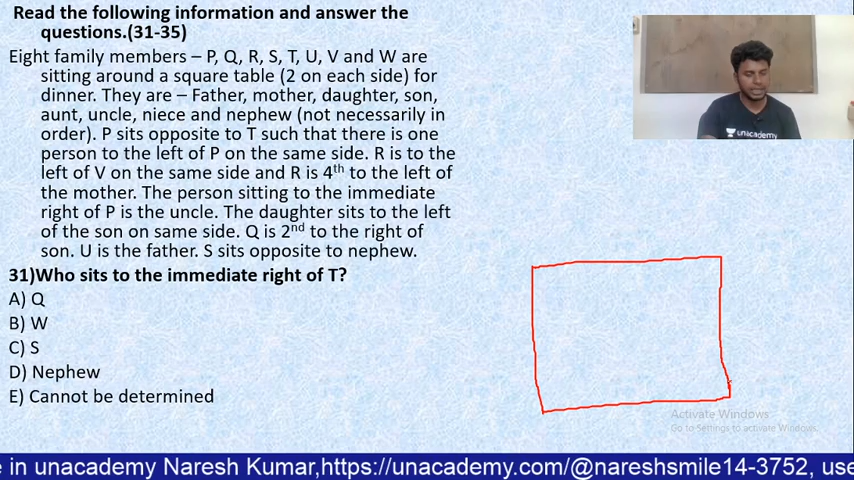 Read the following information and answer the
questions.(31-35)
Eight family members – P, Q, R, S, T, U, V and W are
sitting around a square table (2 on each side) for
dinner. They are – Father, mother, daughter, son,
aunt, uncle, niece and nephew (not necessarily in
order). P sits opposite to T such that there is one
person to the left of P on the same side. R is to the
left of V on the same side and R is 4th to the left of
the mother. The person sitting to the immediate
right of P is the uncle. The daughter sits to the left
of the son on same side. Q is 2nd to the right of
son. U is the father. S sits opposite to nephew.
31)Who sits to the immediate right of T?
A) Q
B) W
C) S
D) Nephew
E) Cannot be determined
unacademy
Activate Windows
Go to Settings to activate Windows.
e in unacademy Naresh Kumar,https://unacademy.com/@nareshsmile14-3752, use